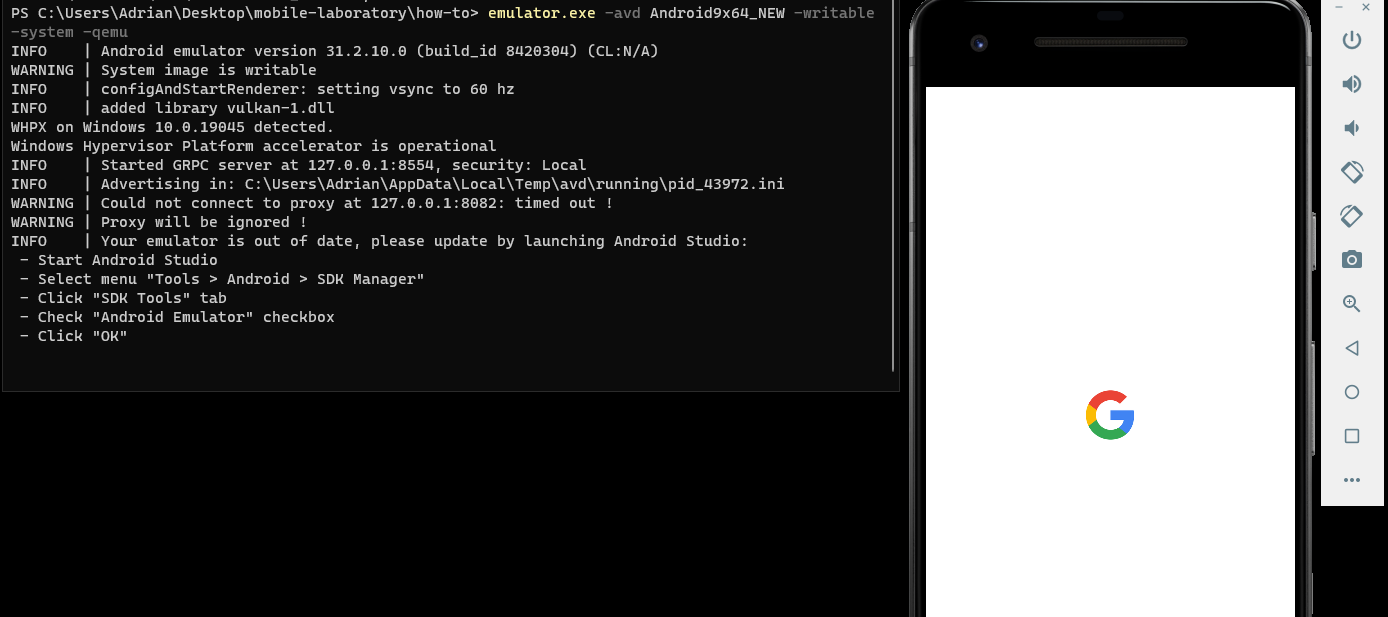 PS C:\Users\Adrian\Desktop\mobile-laboratory\how-to> emulator.exe -avd Android9x64_NEW -writable
-system -qemu
INFO    | Android emulator version 31.2.10.0 (build_id 8420304) (CL:N/A)
WARNING | System image is writable
INFO    | configAndStartRenderer: setting vsync to 60 hz
INFO    | added library vulkan-1.dll
WHPX on Windows 10.0.19045 detected.
Windows Hypervisor Platform accelerator is operational
INFO    | Started GRPC server at 127.0.0.1:8554, security: Local
INFO    | Advertising in: C:\Users\Adrian\AppData\Local\Temp\avd\running\pid_43972.ini
WARNING | Could not connect to proxy at 127.0.0.1:8082: timed out !
WARNING | Proxy will be ignored !
INFO    | Your emulator is out of date, please update by launching Android Studio:
 - Start Android Studio
 - Select menu "Tools > Android > SDK Manager"
 - Click "SDK Tools" tab
 - Check "Android Emulator" checkbox
 - Click "OK"
G